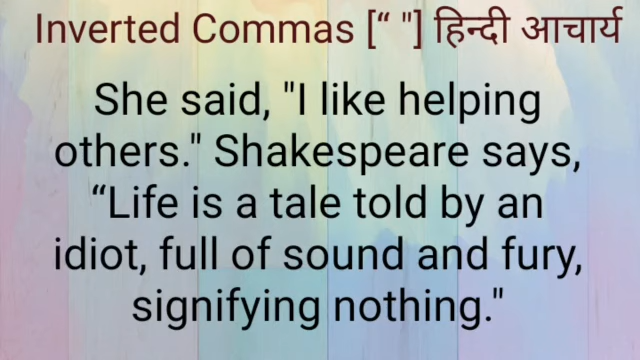 Inverted Commas [“ "] हिन्दी आचार्य
She said, "I like helping
others." Shakespeare says,
“Life is a tale told by an
idiot, full of sound and fury,
signifying nothing."